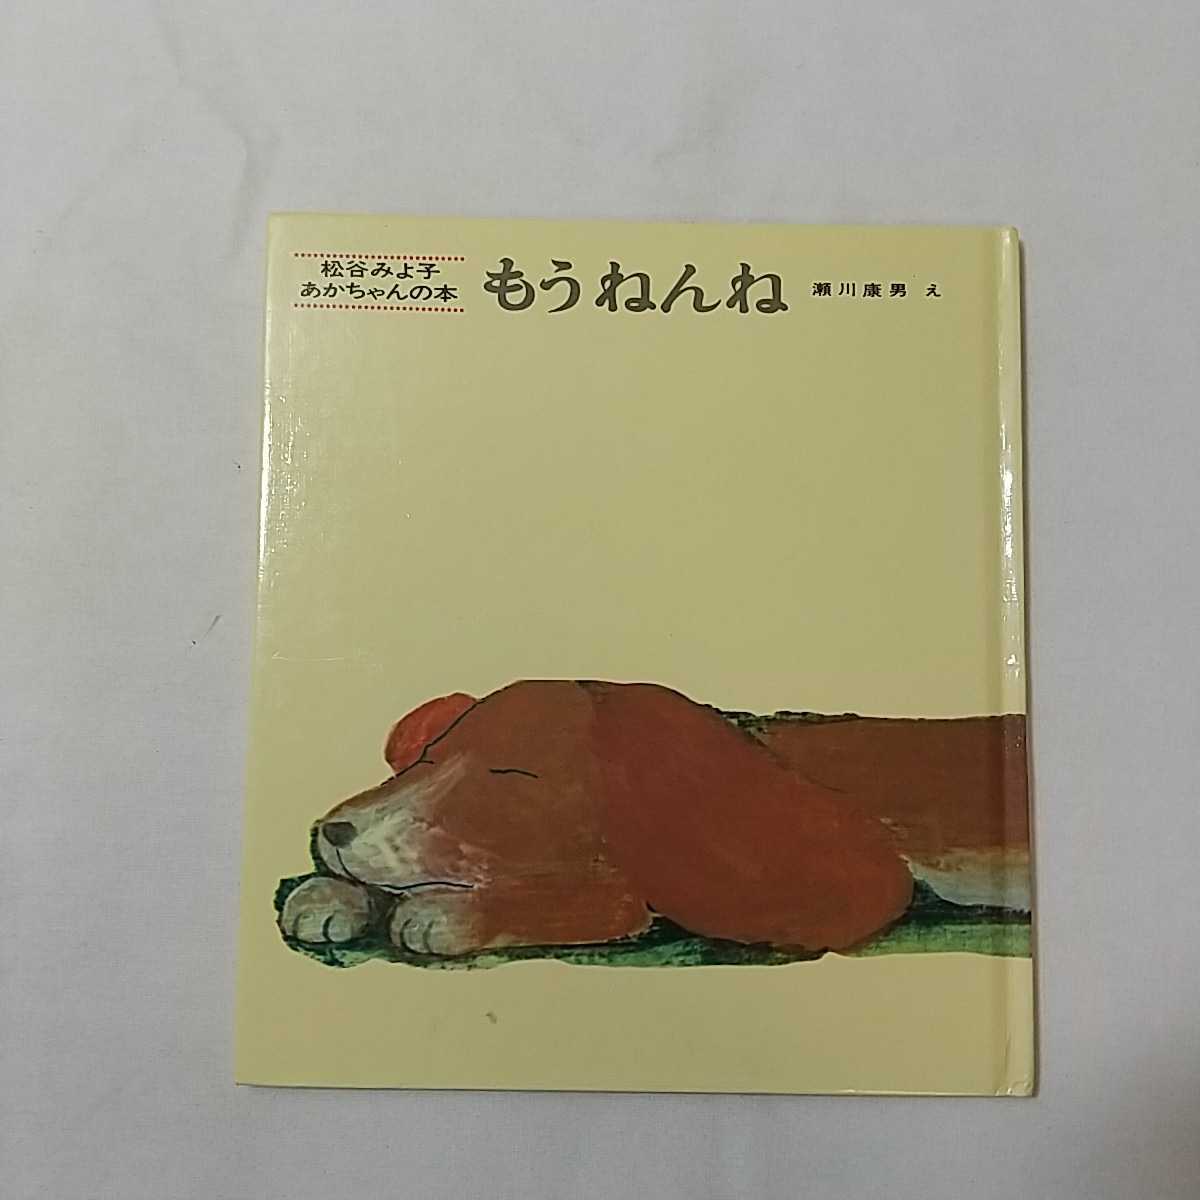 松谷みよ子
あかちゃんの本
もうねんね
瀬川康男 え